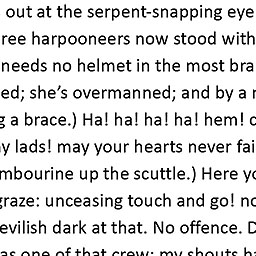 out at the serpent-snapping eye
ree harpooneers now stood with
needs no helmet in the most bra
ed; she’s overmanned; and by a
g a brace.) Ha! ha! ha! ha! hem! c
y lads! may your hearts never fai
mbourine up the scuttle.) Here yo
graze: unceasing touch and go! no
evilish dark at that. No offence. D
as one of that crew; my shouts ha